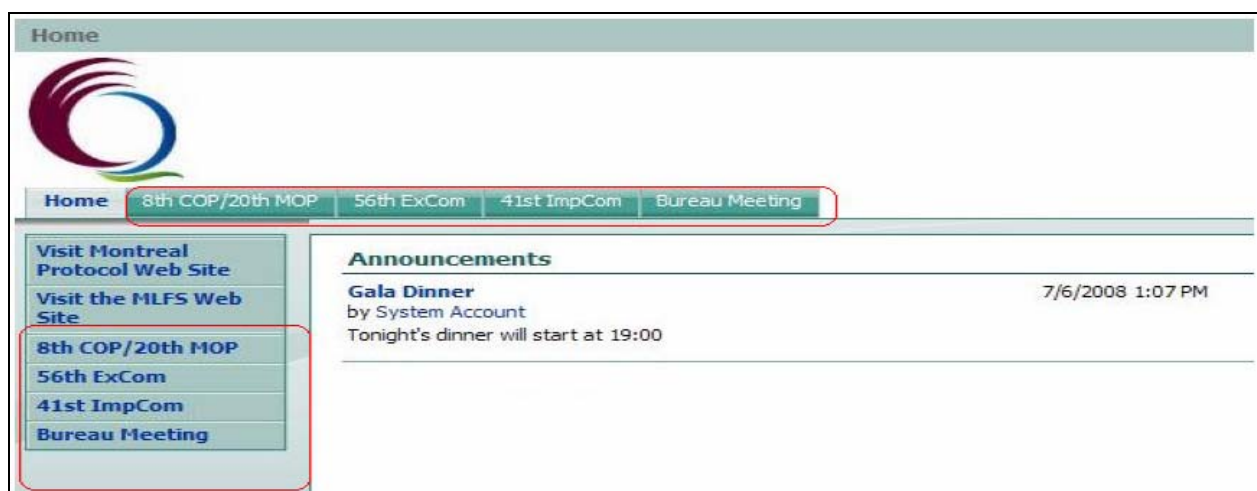 Home
Home 8th COP/20th MOP 56th ExCom 41st ImpCom Bureau Meeting
Visit Montreal
Protocol Web Site
Visit the MLFS Web
Site
8th COP/20th MOP
56th ExCom
41st ImpCom
Bureau Meeting
Announcements
Gala Dinner 7/6/2008 1:07 PM
by System Account
Tonight's dinner will start at 19:00